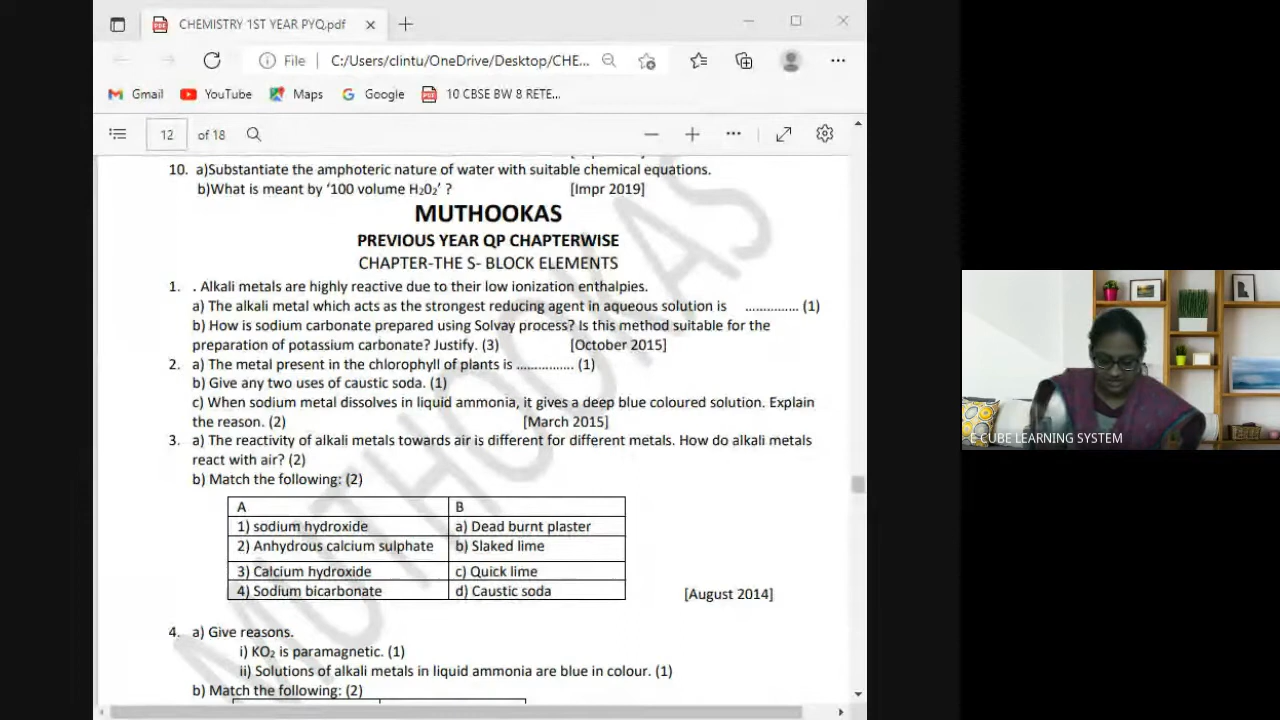 CHEMISTRY 1ST YEAR PYQ.pdf
File C:/Users/clintu/OneDrive/Desktop/CHE...
Gmail YouTube Maps Google 10 CBSE BW 8 RETE...
12 of 18
10. a)Substantiate the amphoteric nature of water with suitable chemical equations.
b)What is meant by '100 volume H₂0₂' ? [Impr 2019]
MUTHOOKAS
PREVIOUS YEAR QP CHAPTERWISE
CHAPTER-THE S- BLOCK ELEMENTS
1. . Alkali metals are highly reactive due to their low ionization enthalpies.
a) The alkali metal which acts as the strongest reducing agent in aqueous solution is ............... (1)
b) How is sodium carbonate prepared using Solvay process? Is this method suitable for the
preparation of potassium carbonate? Justify. (3) [October 2015]
2. a) The metal present in the chlorophyll of plants is ............... (1)
b) Give any two uses of caustic soda. (1)
c) When sodium metal dissolves in liquid ammonia, it gives a deep blue coloured solution. Explain
the reason. (2) [March 2015]
3. a) The reactivity of alkali metals towards air is different for different metals. How do alkali metals
react with air? (2)
b) Match the following: (2)
A B
1) sodium hydroxide a) Dead burnt plaster
2) Anhydrous calcium sulphate b) Slaked lime
3) Calcium hydroxide c) Quick lime
4) Sodium bicarbonate d) Caustic soda
[August 2014]
4. a) Give reasons.
i) KO₂ is paramagnetic. (1)
ii) Solutions of alkali metals in liquid ammonia are blue in colour. (1)
b) Match the following: (2)
MUTHOOKAS
E CUBE LEARNING SYSTEM